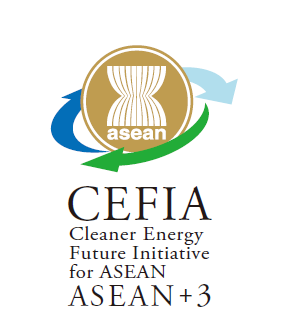 asean
CEFIA
Cleaner Energy
Future Initiative
for ASEAN
ASEAN+3